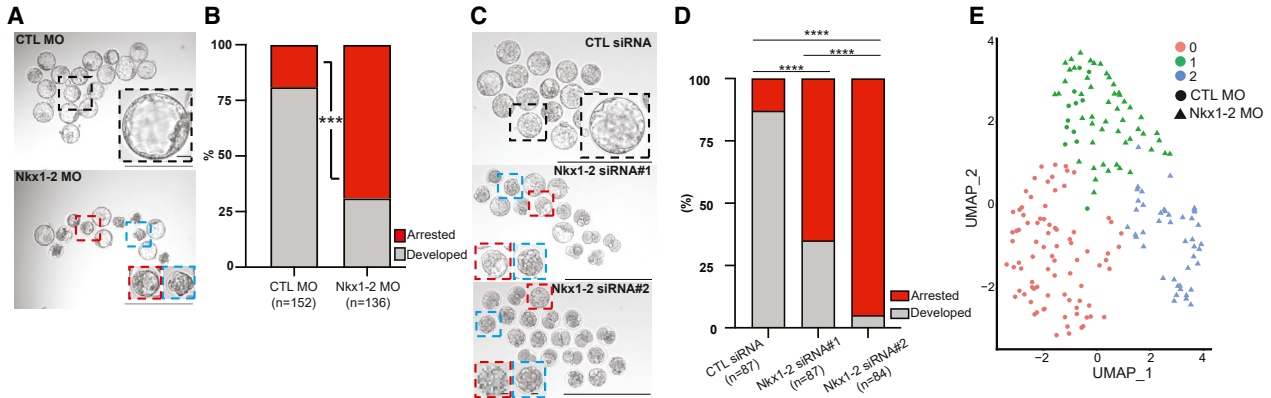 A
CTL MO
Nkx1-2 MO
B
100
75
50
25
0
%
***
Arrested
Developed
CTL MO
(n=152)
Nkx1-2 MO
(n=136)
C
CTL siRNA
Nkx1-2 siRNA#1
Nkx1-2 siRNA#2
D
****
****
****
100
75
50
25
0
(%)
Arrested
Developed
CTL siRNA
(n=87)
Nkx1-2 siRNA#1
(n=87)
Nkx1-2 siRNA#2
(n=84)
E
4
2
0
−2
UMAP_2
0
1
2
CTL MO
Nkx1-2 MO
−2
0
2
4
UMAP_1